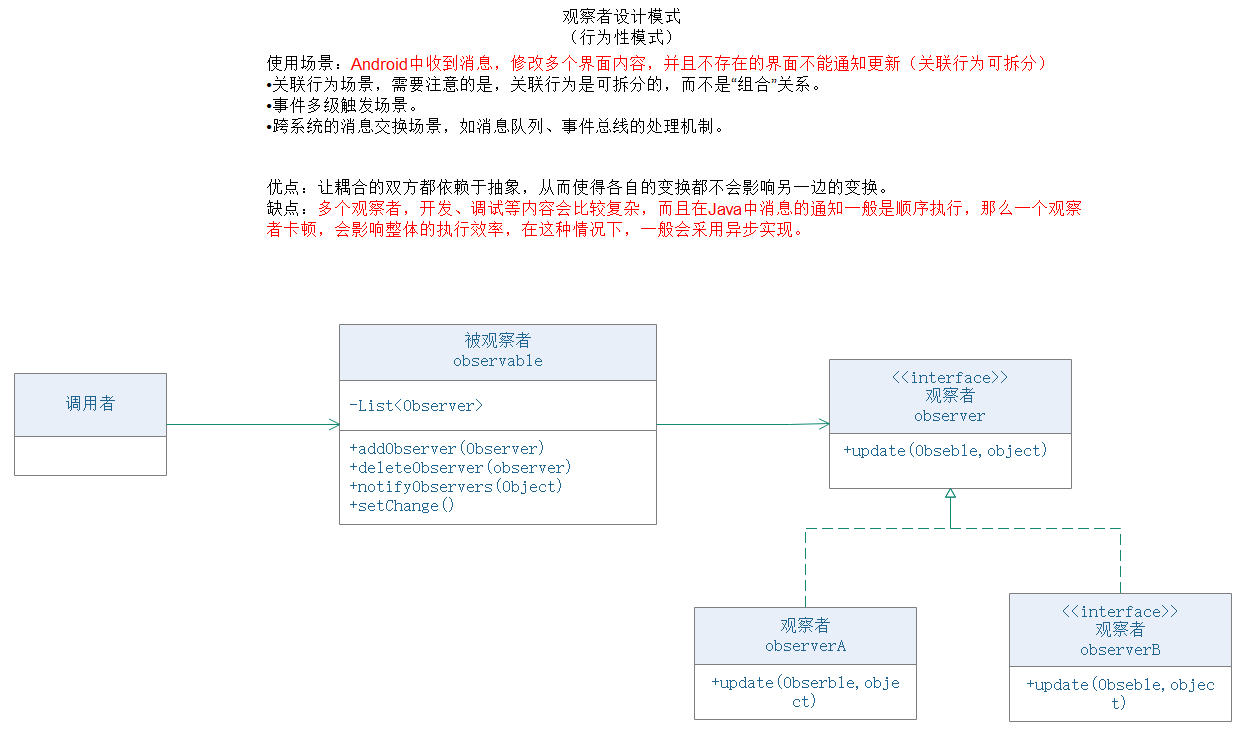 观察者设计模式
（行为性模式）
使用场景：Android中收到消息，修改多个界面内容，并且不存在的界面不能通知更新（关联行为可拆分）
•关联行为场景，需要注意的是，关联行为是可拆分的，而不是“组合”关系。
•事件多级触发场景。
•跨系统的消息交换场景，如消息队列、事件总线的处理机制。
优点：让耦合的双方都依赖于抽象，从而使得各自的变换都不会影响另一边的变换。
缺点：多个观察者，开发、调试等内容会比较复杂，而且在Java中消息的通知一般是顺序执行，那么一个观察
者卡顿，会影响整体的执行效率，在这种情况下，一般会采用异步实现。
调用者
被观察者
observable
-List<Observer>
+addObserver(Observer)
+deleteObserver(observer)
+notifyObservers(Object)
+setChange()
<<interface>>
观察者
observer
+update(Obseble,object)
观察者
observerA
+update(Obserble,obje
ct)
<<interface>>
观察者
observerB
+update(Obseble,objec
t)